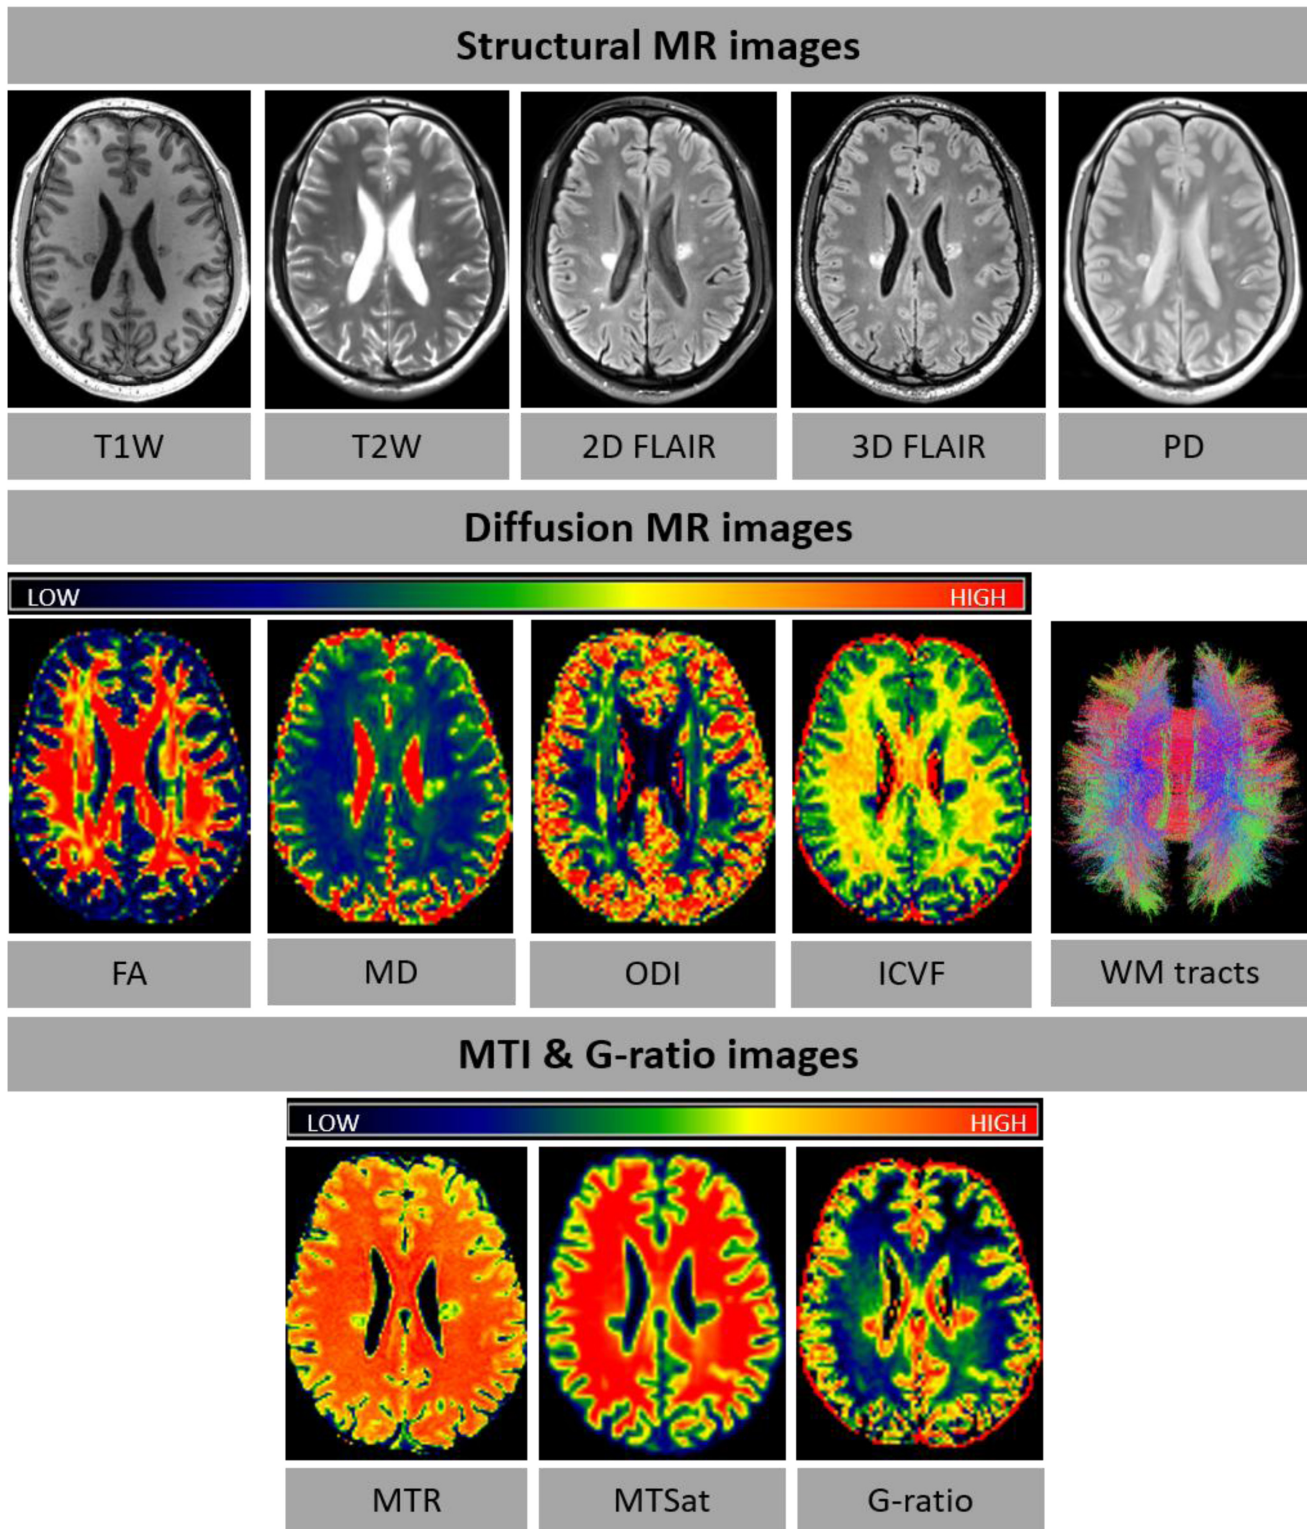 Structural MR images
T1W
T2W
2D FLAIR
3D FLAIR
PD
Diffusion MR images
LOW
HIGH
FA
MD
ODI
ICVF
WM tracts
MTI & G-ratio images
LOW
HIGH
MTR
MTSat
G-ratio